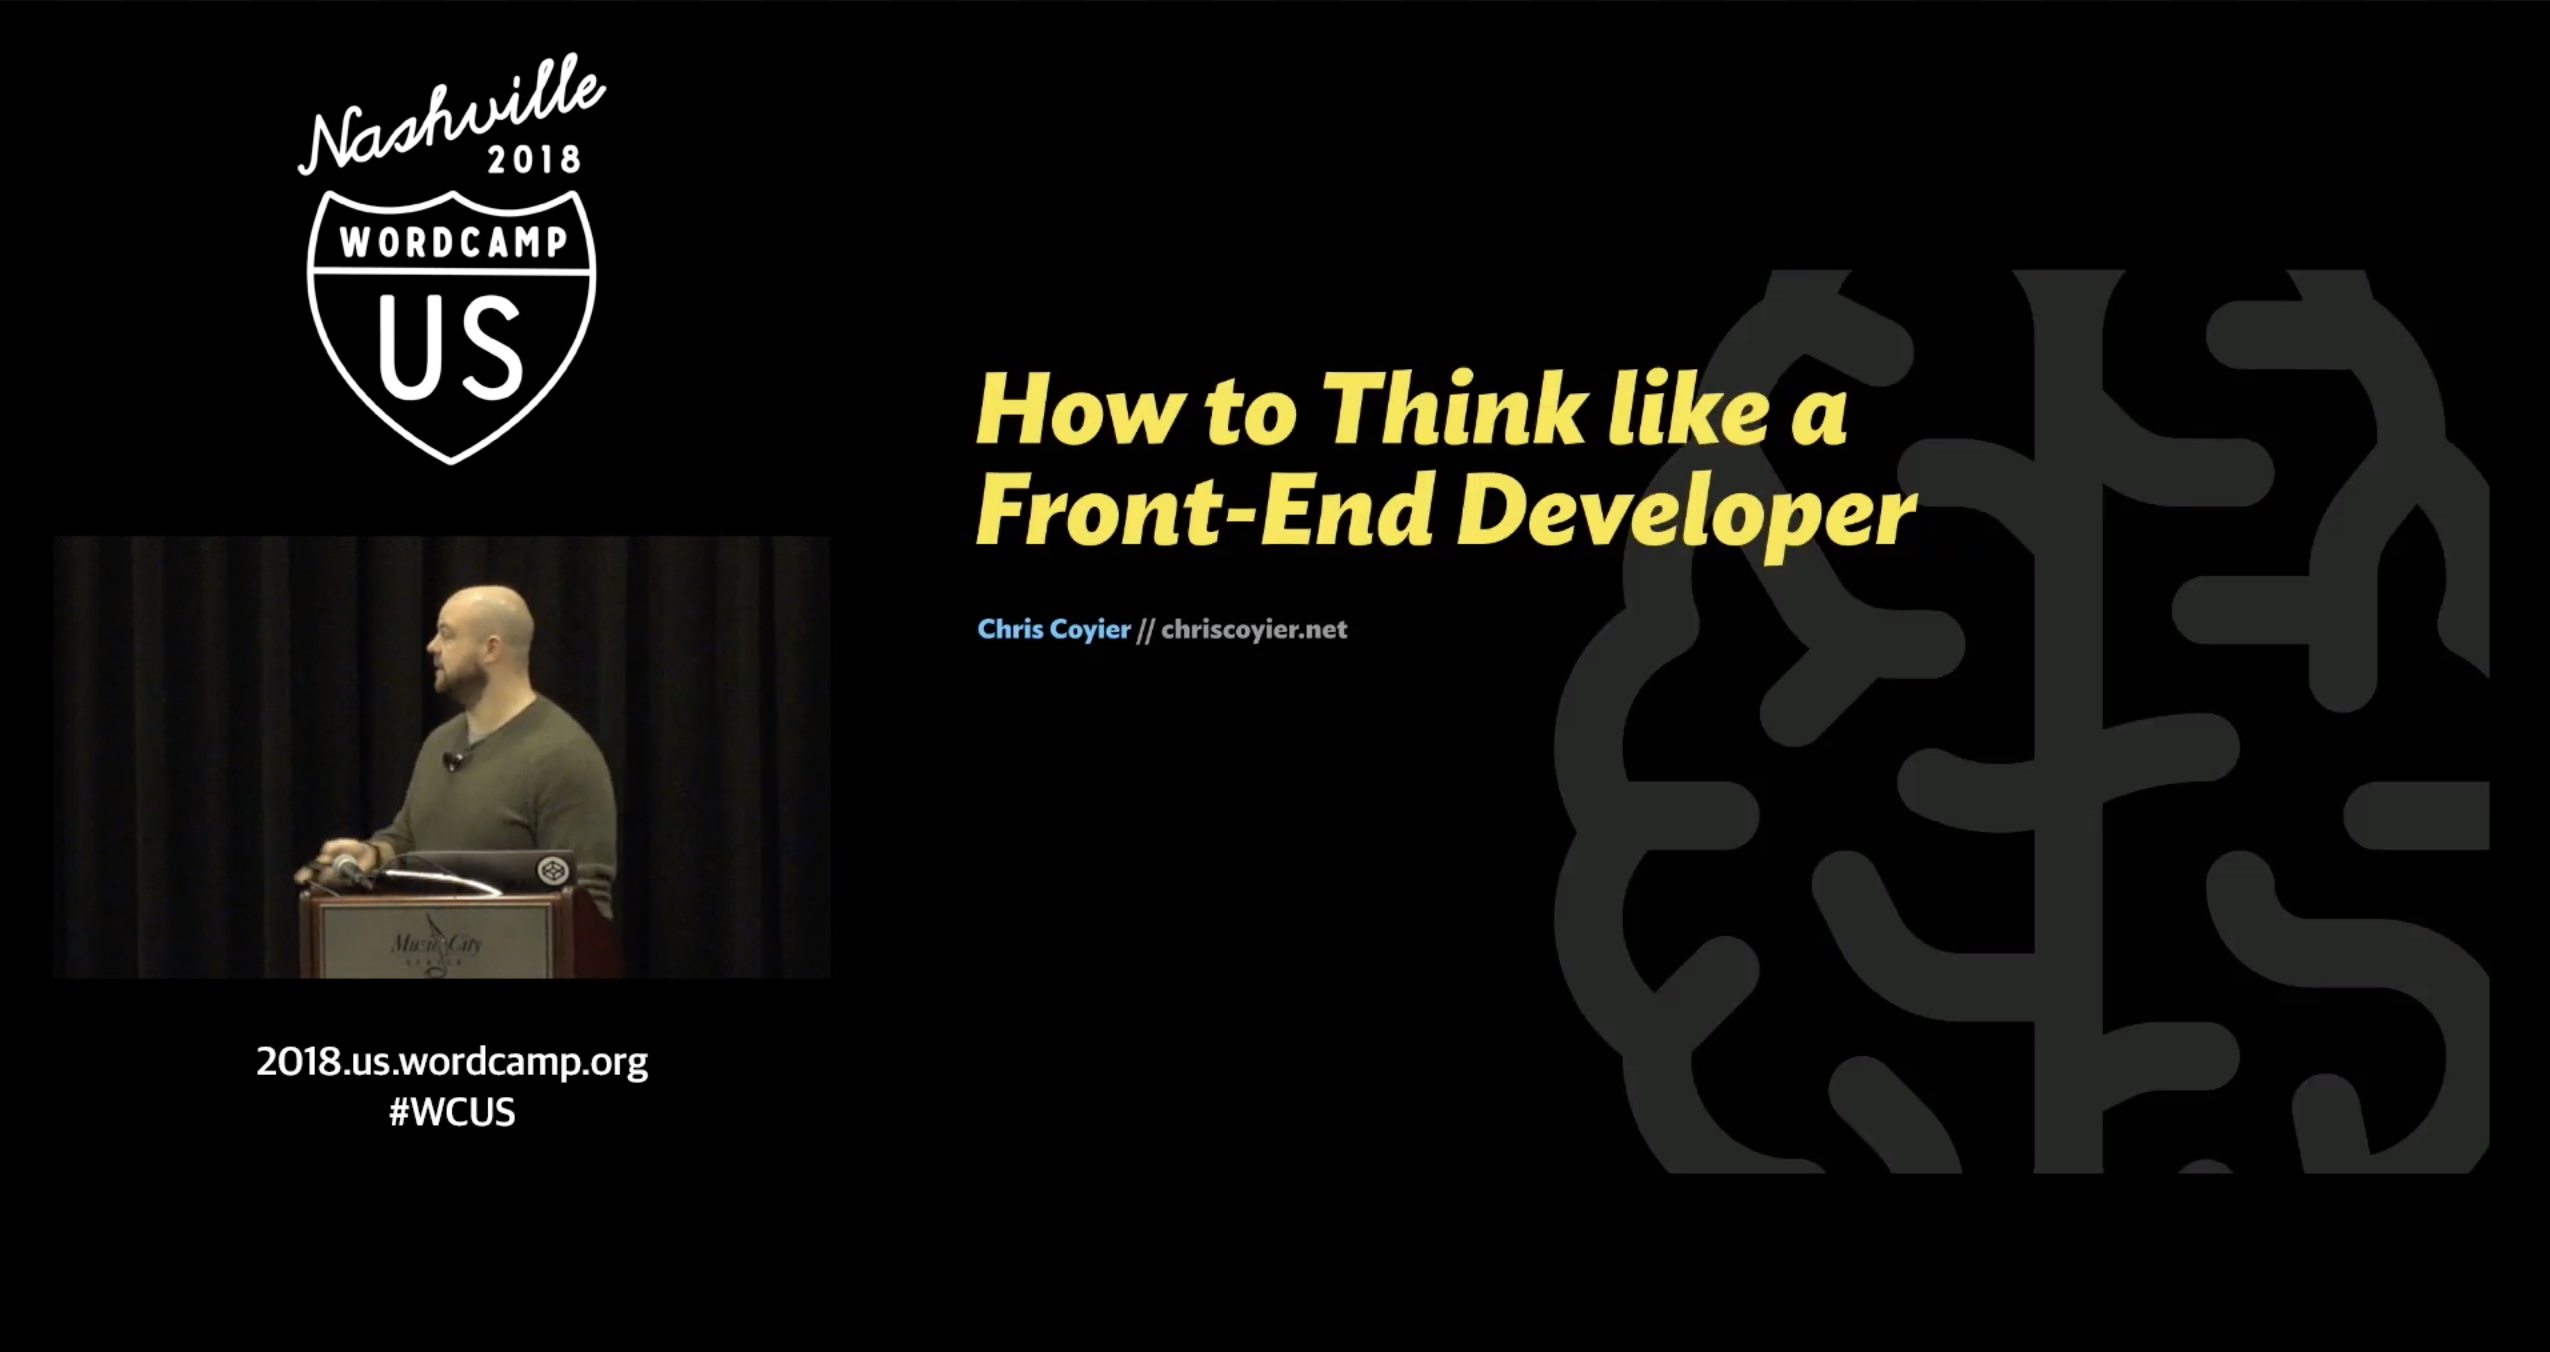 Nashville
2018
WORDCAMP
US
How to Think like a
Front-End Developer
Chris Coyier // chriscoyier.net
Music City
CENTER
2018.us.wordcamp.org
#WCUS